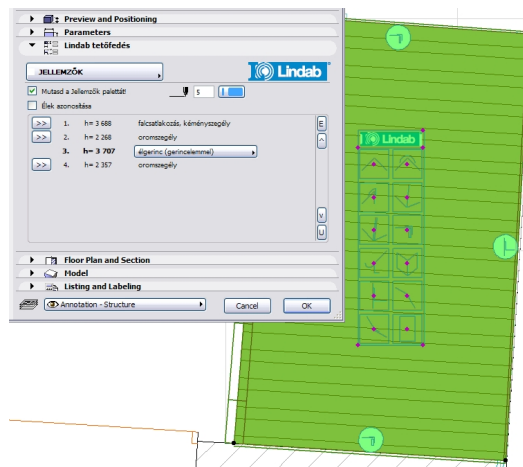 Preview and Positioning
Parameters
Lindab tetőfedés
JELLEMZŐK
Lindab
Mutasd a Jellemzők palettát!
5
Élek azonosítása
>> 1. h= 3 688 falcsatlakozás, kéményszegély E
>> 2. h= 2 268 oromszegély
3. h= 3 707 élgerinc (gerincelemmel)
>> 4. h= 2 357 oromszegély
V
U
Floor Plan and Section
Model
Listing and Labeling
Annotation - Structure
Cancel
OK
Lindab